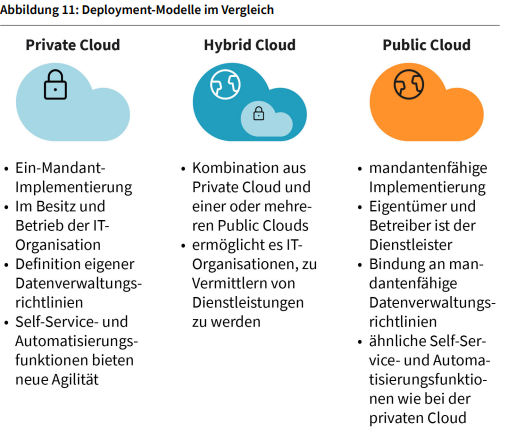 Abbildung 11: Deployment-Modelle im Vergleich
Private Cloud
• Ein-Mandant-
Implementierung
• Im Besitz und
Betrieb der IT-
Organisation
• Definition eigener
Datenverwaltungs-
richtlinien
• Self-Service- und
Automatisierungs-
funktionen bieten
neue Agilität
Hybrid Cloud
• Kombination aus
Private Cloud und
einer oder mehre-
ren Public Clouds
• ermöglicht es IT-
Organisationen, zu
Vermittlern von
Dienstleistungen
zu werden
Public Cloud
• mandantenfähige
Implementierung
• Eigentümer und
Betreiber ist der
Dienstleister
• Bindung an man-
dantenfähige
Datenverwaltungs-
richtlinien
• ähnliche Self-Ser-
vice- und Automa-
tisierungsfunktio-
nen wie bei der
privaten Cloud